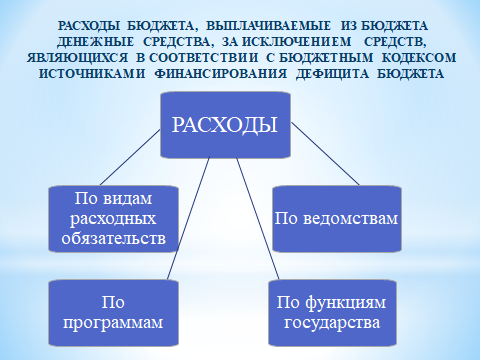 РАСХОДЫ БЮДЖЕТА, ВЫПЛАЧИВАЕМЫЕ ИЗ БЮДЖЕТА
ДЕНЕЖНЫЕ СРЕДСТВА, ЗА ИСКЛЮЧЕНИЕМ СРЕДСТВ,
ЯВЛЯЮЩИХСЯ В СООТВЕТСТВИИ С БЮДЖЕТНЫМ КОДЕКСОМ
ИСТОЧНИКАМИ ФИНАНСИРОВАНИЯ ДЕФИЦИТА БЮДЖЕТА
РАСХОДЫ
По видам
расходных
обязательств
По ведомствам
По
программам
По функциям
государства